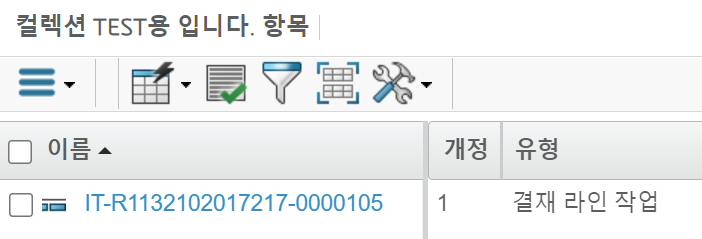 컬렉션 TEST용 입니다. 항목
이름 개정 유형
IT-R1132102017217-0000105 1 결재 라인 작업